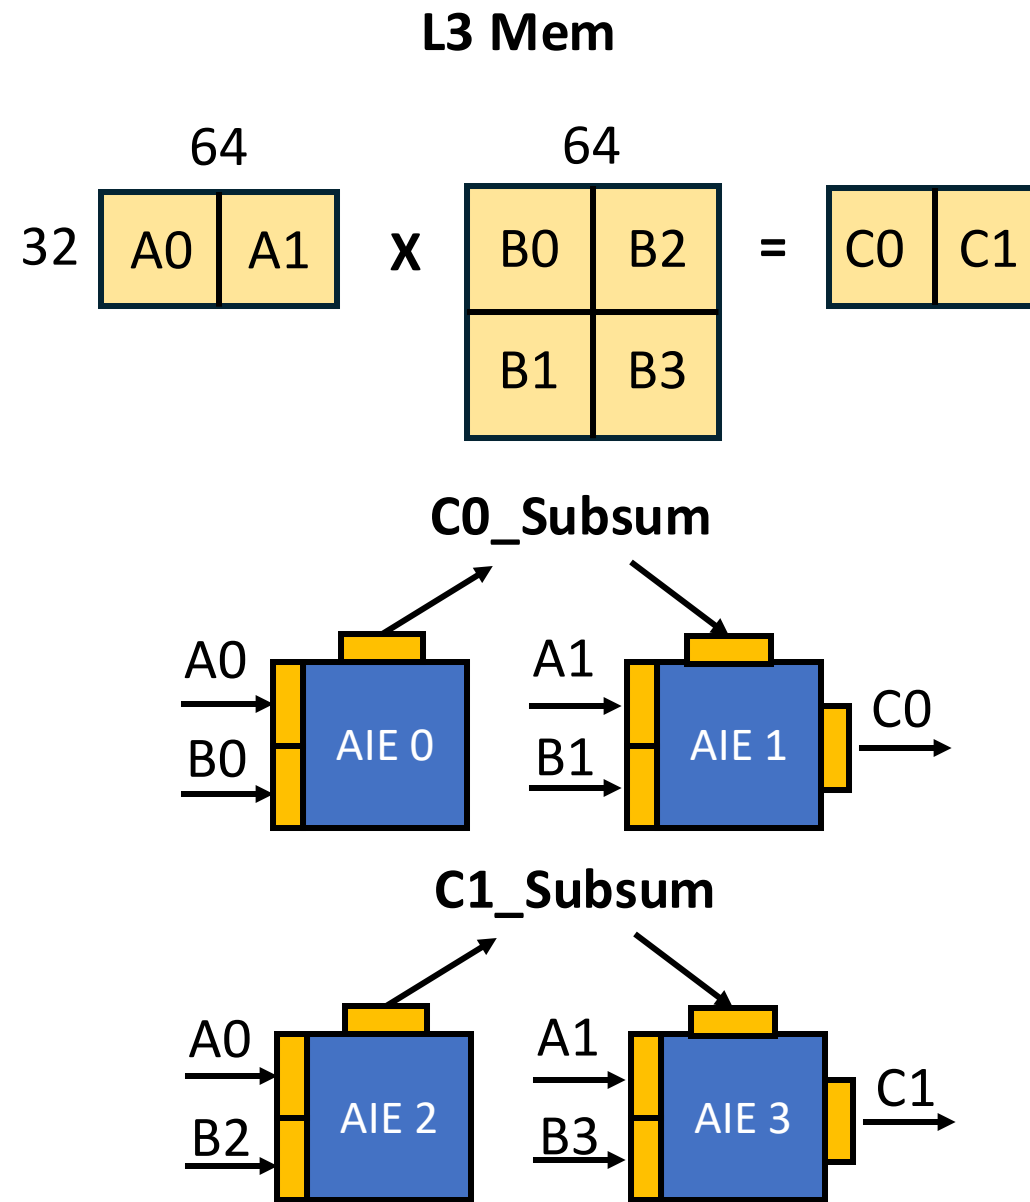 L3 Mem
64
64
32
A0
A1
X
B0
B2
=
C0
C1
B1
B3
C0_Subsum
A0
B0
AIE 0
A1
B1
AIE 1
C0
C1_Subsum
A0
B2
AIE 2
A1
B3
AIE 3
C1